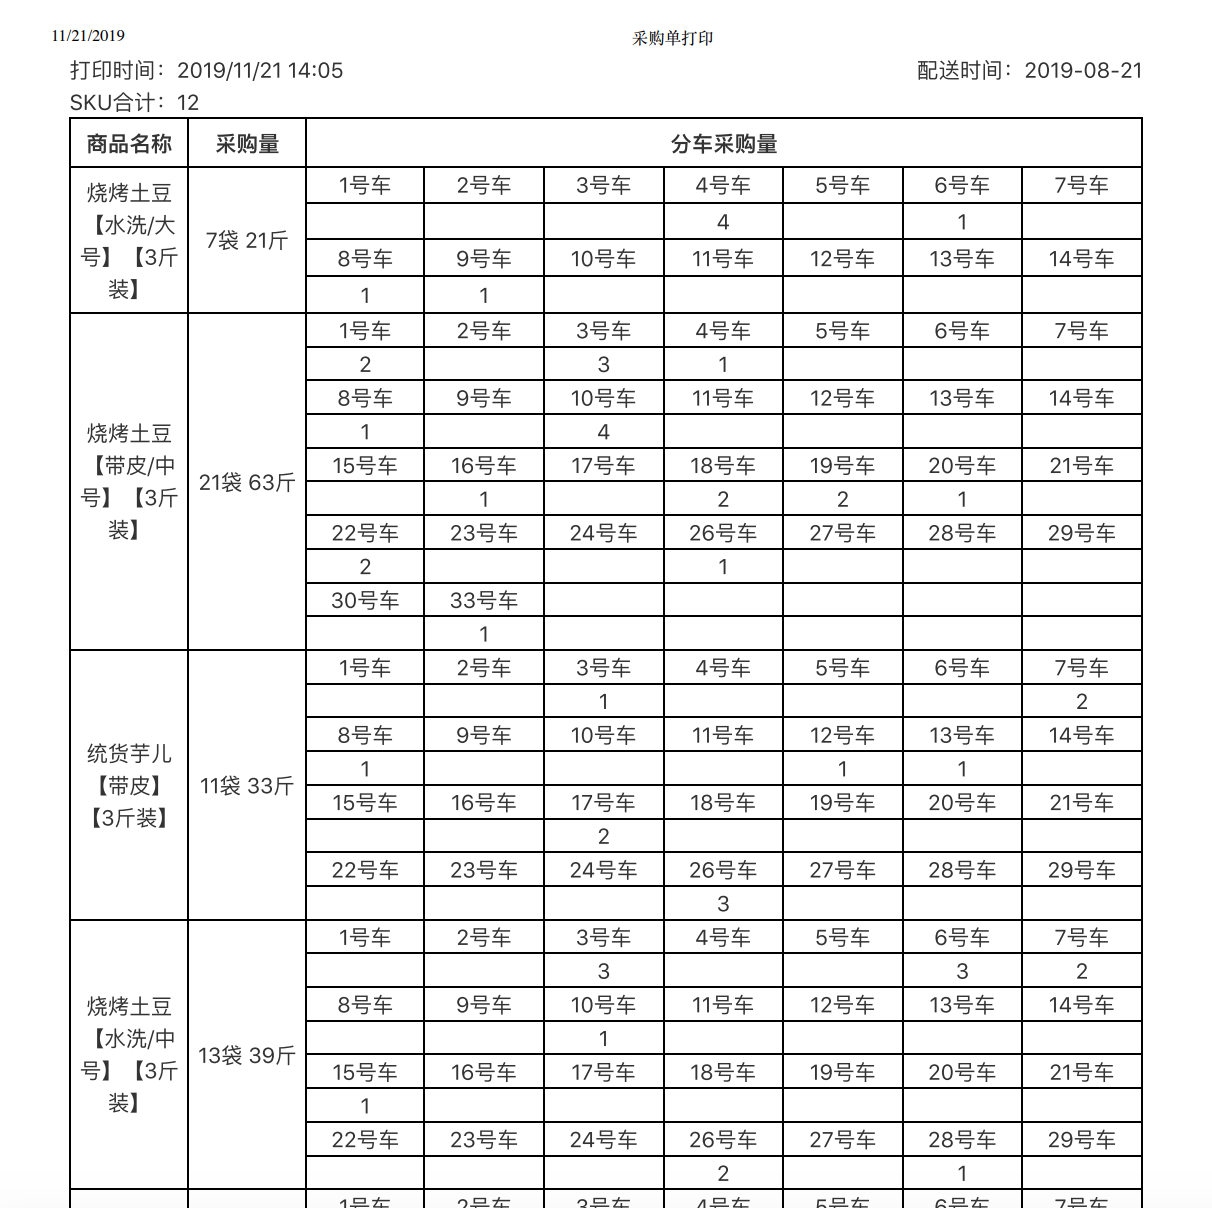 11/21/2019
采购单打印
打印时间：2019/11/21 14:05
配送时间：2019-08-21
SKU合计：12
商品名称 采购量 分车采购量
烧烤土豆
【水洗/大
号】【3斤
装】
7袋 21斤
1号车 2号车 3号车 4号车 5号车 6号车 7号车
4 1
8号车 9号车 10号车 11号车 12号车 13号车 14号车
1 1
烧烤土豆
【带皮/中
号】【3斤
装】
21袋 63斤
1号车 2号车 3号车 4号车 5号车 6号车 7号车
2 3 1
8号车 9号车 10号车 11号车 12号车 13号车 14号车
1 4
15号车 16号车 17号车 18号车 19号车 20号车 21号车
1 2 2 1
22号车 23号车 24号车 26号车 27号车 28号车 29号车
2 1
30号车 33号车
1
统货芋儿
【带皮】
【3斤装】
11袋 33斤
1号车 2号车 3号车 4号车 5号车 6号车 7号车
1 2
8号车 9号车 10号车 11号车 12号车 13号车 14号车
1 1 1
15号车 16号车 17号车 18号车 19号车 20号车 21号车
2
22号车 23号车 24号车 26号车 27号车 28号车 29号车
3
烧烤土豆
【水洗/中
号】【3斤
装】
13袋 39斤
1号车 2号车 3号车 4号车 5号车 6号车 7号车
3 3 2
8号车 9号车 10号车 11号车 12号车 13号车 14号车
1
15号车 16号车 17号车 18号车 19号车 20号车 21号车
1
22号车 23号车 24号车 26号车 27号车 28号车 29号车
2 1
1号车 2号车 3号车 4号车 5号车 6号车 7号车